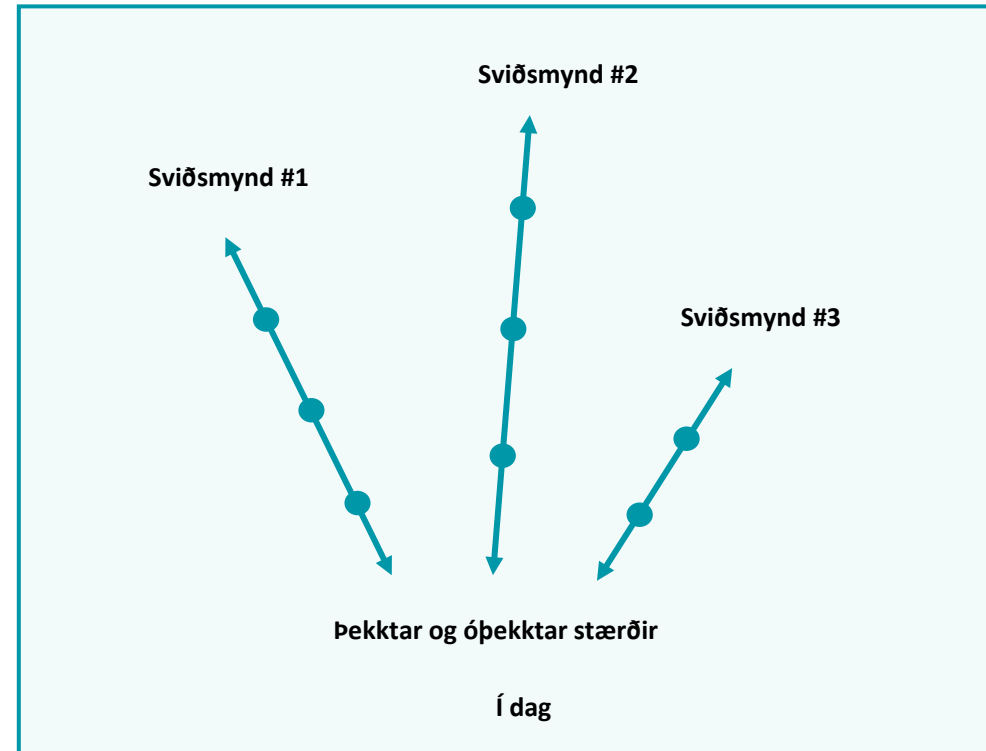 Sviðsmynd #2
Sviðsmynd #1
Sviðsmynd #3
Þekktar og óþekktar stærðir
Í dag